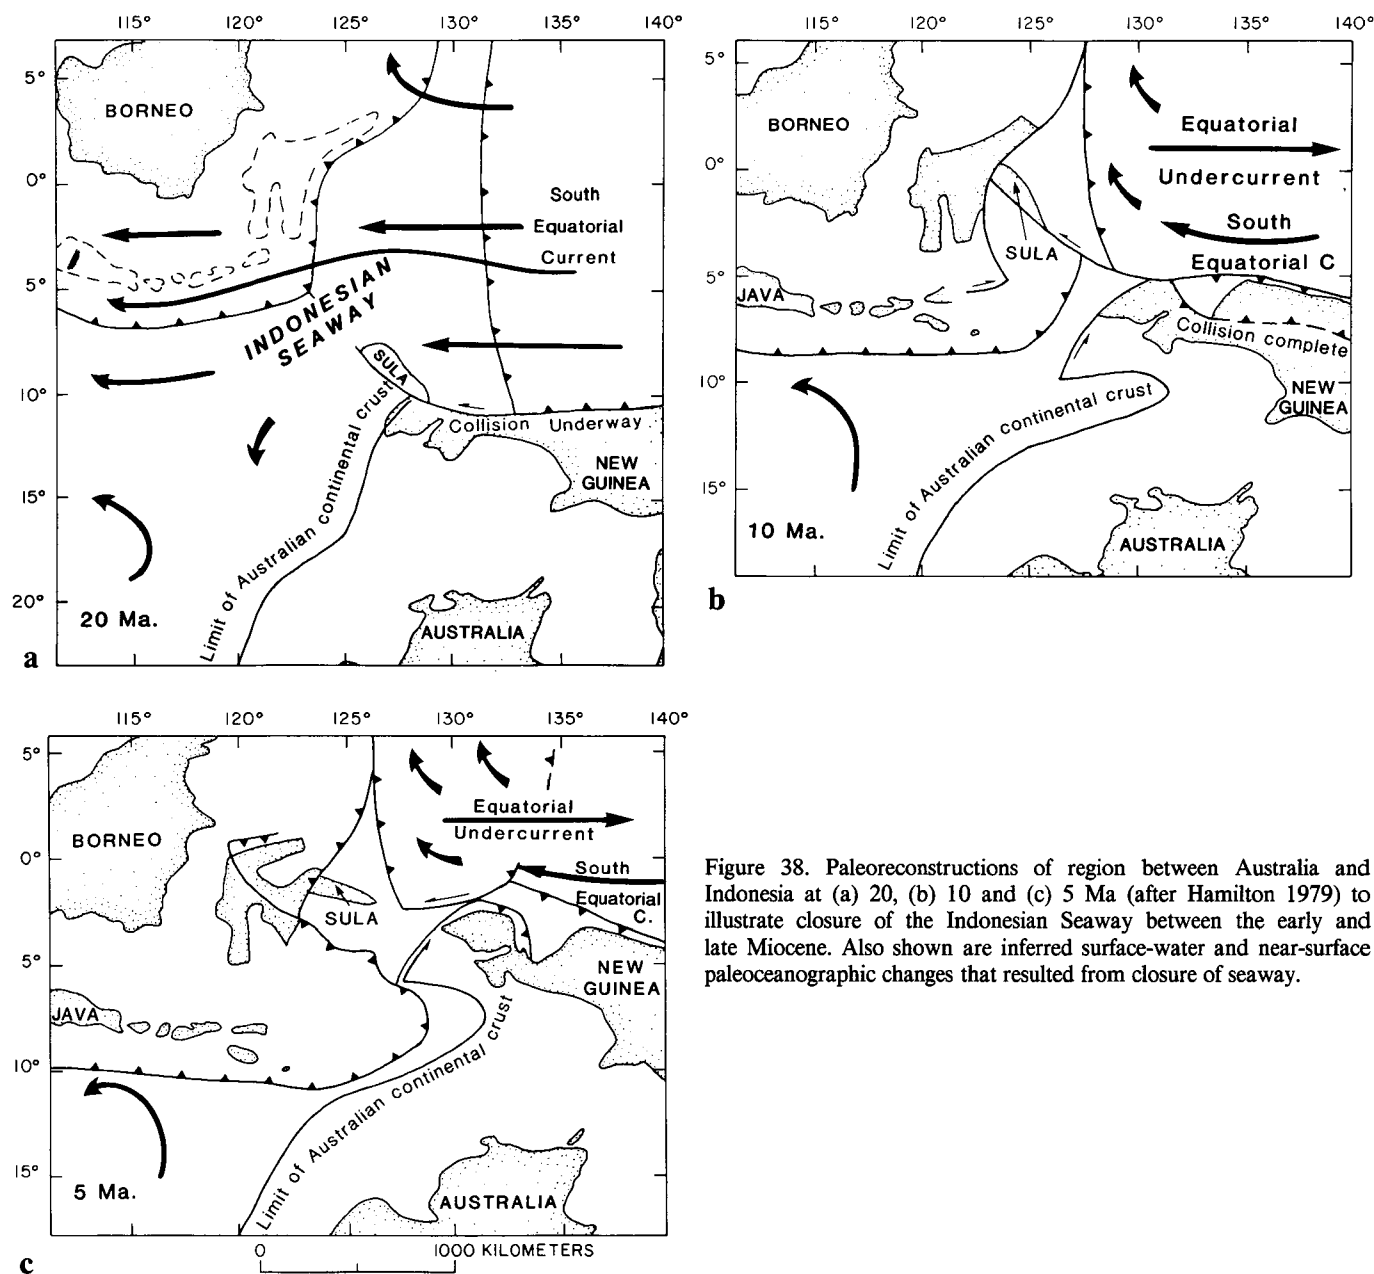 115° 120° 125° 130° 135° 140°
5°
BORNEO
0°
South
Equatorial
Current
5°
INDONESIAN
SEAWAY
SULA
10°
Collision Underway
NEW
GUINEA
15°
Limit of Australian continental crust
20°
20 Ma.
AUSTRALIA
a
115° 120° 125° 130° 135° 140°
5°
BORNEO
Equatorial
0°
Undercurrent
South
SULA
Equatorial C
5°
JAVA
Collision complete
10°
NEW
GUINEA
Limit of Australian continental crust
15°
10 Ma.
AUSTRALIA
b
115° 120° 125° 130° 135° 140°
5°
Equatorial
Undercurrent
BORNEO
0°
South
Equatorial
C.
SULA
5°
NEW
GUINEA
JAVA
10°
Limit of Australian continental crust
15°
5 Ma.
AUSTRALIA
c
0 1000 KILOMETERS
Figure 38. Paleoreconstructions of region between Australia and
Indonesia at (a) 20, (b) 10 and (c) 5 Ma (after Hamilton 1979) to
illustrate closure of the Indonesian Seaway between the early and
late Miocene. Also shown are inferred surface-water and near-surface
paleoceanographic changes that resulted from closure of seaway.